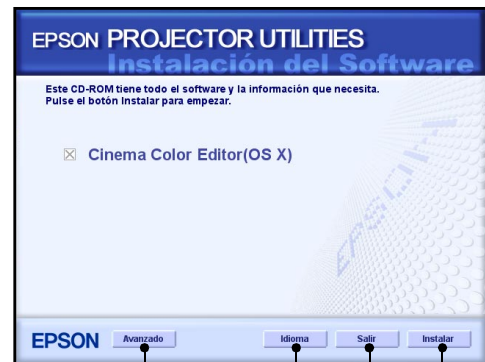 EPSON PROJECTOR UTILITIES
Instalación del Software
Este CD-ROM tiene todo el software y la información que necesita.
Pulse el botón Instalar para empezar.
Cinema Color Editor(OS X)
EPSON
EPSON Avanzado Idioma Salir Instalar